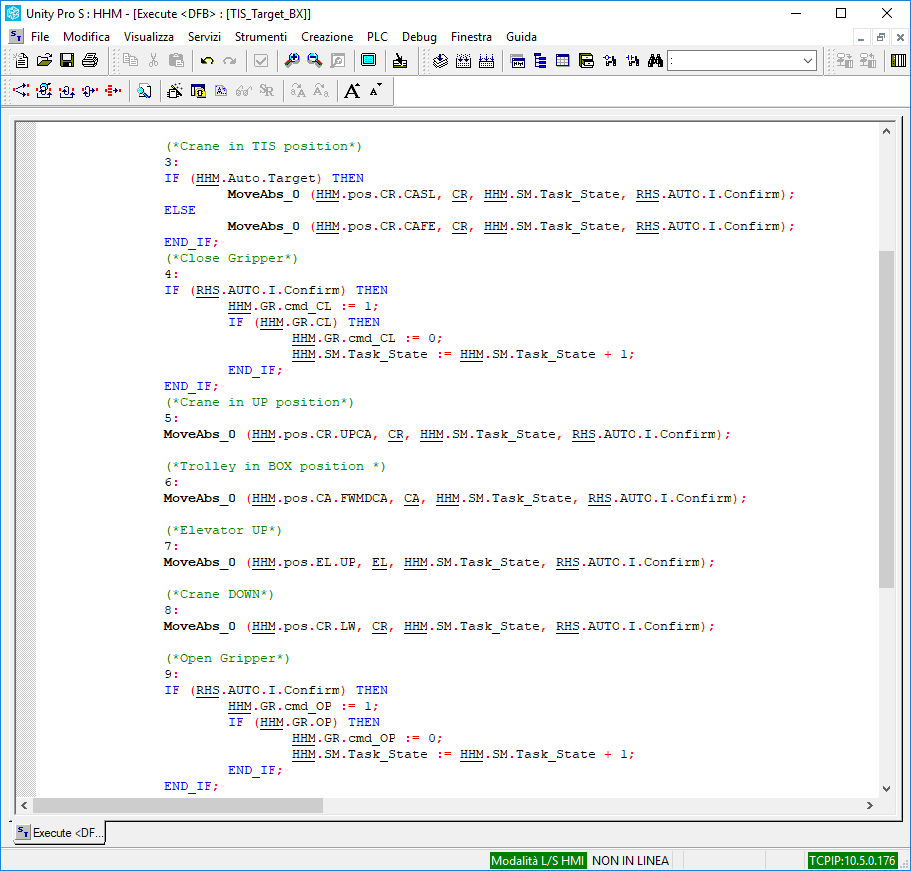 Unity Pro S : HHM - [Execute <DFB> : [TIS_Target_BX]]
File Modifica Visualizza Servizi Strumenti Creazione PLC Debug Finestra Guida
(*Crane in TIS position*)
3:
IF (HHM.Auto.Target) THEN
MoveAbs_0 (HHM.pos.CR.CASL, CR, HHM.SM.Task_State, RHS.AUTO.I.Confirm);
ELSE
MoveAbs_0 (HHM.pos.CR.CAFE, CR, HHM.SM.Task_State, RHS.AUTO.I.Confirm);
END_IF;
(*Close Gripper*)
4:
IF (RHS.AUTO.I.Confirm) THEN
HHM.GR.cmd_CL := 1;
IF (HHM.GR.CL) THEN
HHM.GR.cmd_CL := 0;
HHM.SM.Task_State := HHM.SM.Task_State + 1;
END_IF;
END_IF;
(*Crane in UP position*)
5:
MoveAbs_0 (HHM.pos.CR.UPCA, CR, HHM.SM.Task_State, RHS.AUTO.I.Confirm);
(*Trolley in BOX position *)
6:
MoveAbs_0 (HHM.pos.CA.FWMDCA, CA, HHM.SM.Task_State, RHS.AUTO.I.Confirm);
(*Elevator UP*)
7:
MoveAbs_0 (HHM.pos.EL.UP, EL, HHM.SM.Task_State, RHS.AUTO.I.Confirm);
(*Crane DOWN*)
8:
MoveAbs_0 (HHM.pos.CR.LW, CR, HHM.SM.Task_State, RHS.AUTO.I.Confirm);
(*Open Gripper*)
9:
IF (RHS.AUTO.I.Confirm) THEN
HHM.GR.cmd_OP := 1;
IF (HHM.GR.OP) THEN
HHM.GR.cmd_OP := 0;
HHM.SM.Task_State := HHM.SM.Task_State + 1;
END_IF;
END_IF;
Execute <DF...
Modalità L/S HMI NON IN LINEA TCPIP:10.5.0.176